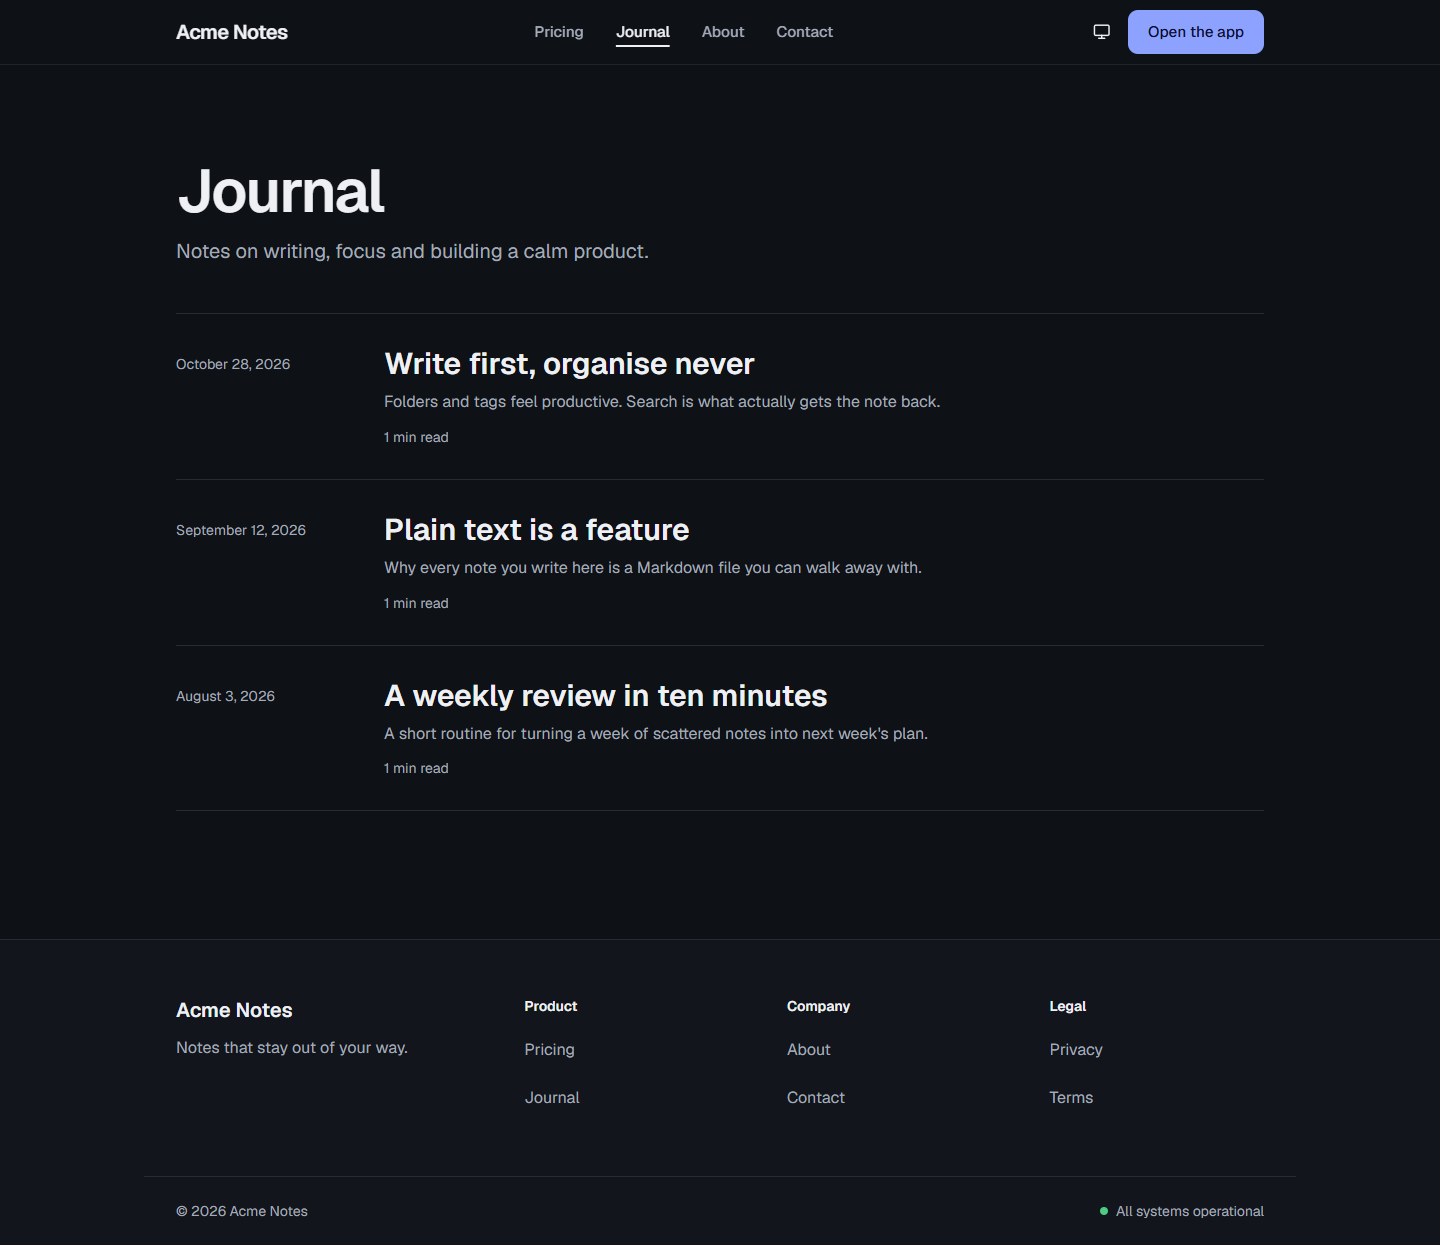 Acme Notes
Pricing
Journal
About
Contact
Open the app
Journal
Notes on writing, focus and building a calm product.
October 28, 2026
Write first, organise never
Folders and tags feel productive. Search is what actually gets the note back.
1 min read
September 12, 2026
Plain text is a feature
Why every note you write here is a Markdown file you can walk away with.
1 min read
August 3, 2026
A weekly review in ten minutes
A short routine for turning a week of scattered notes into next week's plan.
1 min read
Acme Notes
Notes that stay out of your way.
Product
Pricing
Journal
Company
About
Contact
Legal
Privacy
Terms
© 2026 Acme Notes
All systems operational